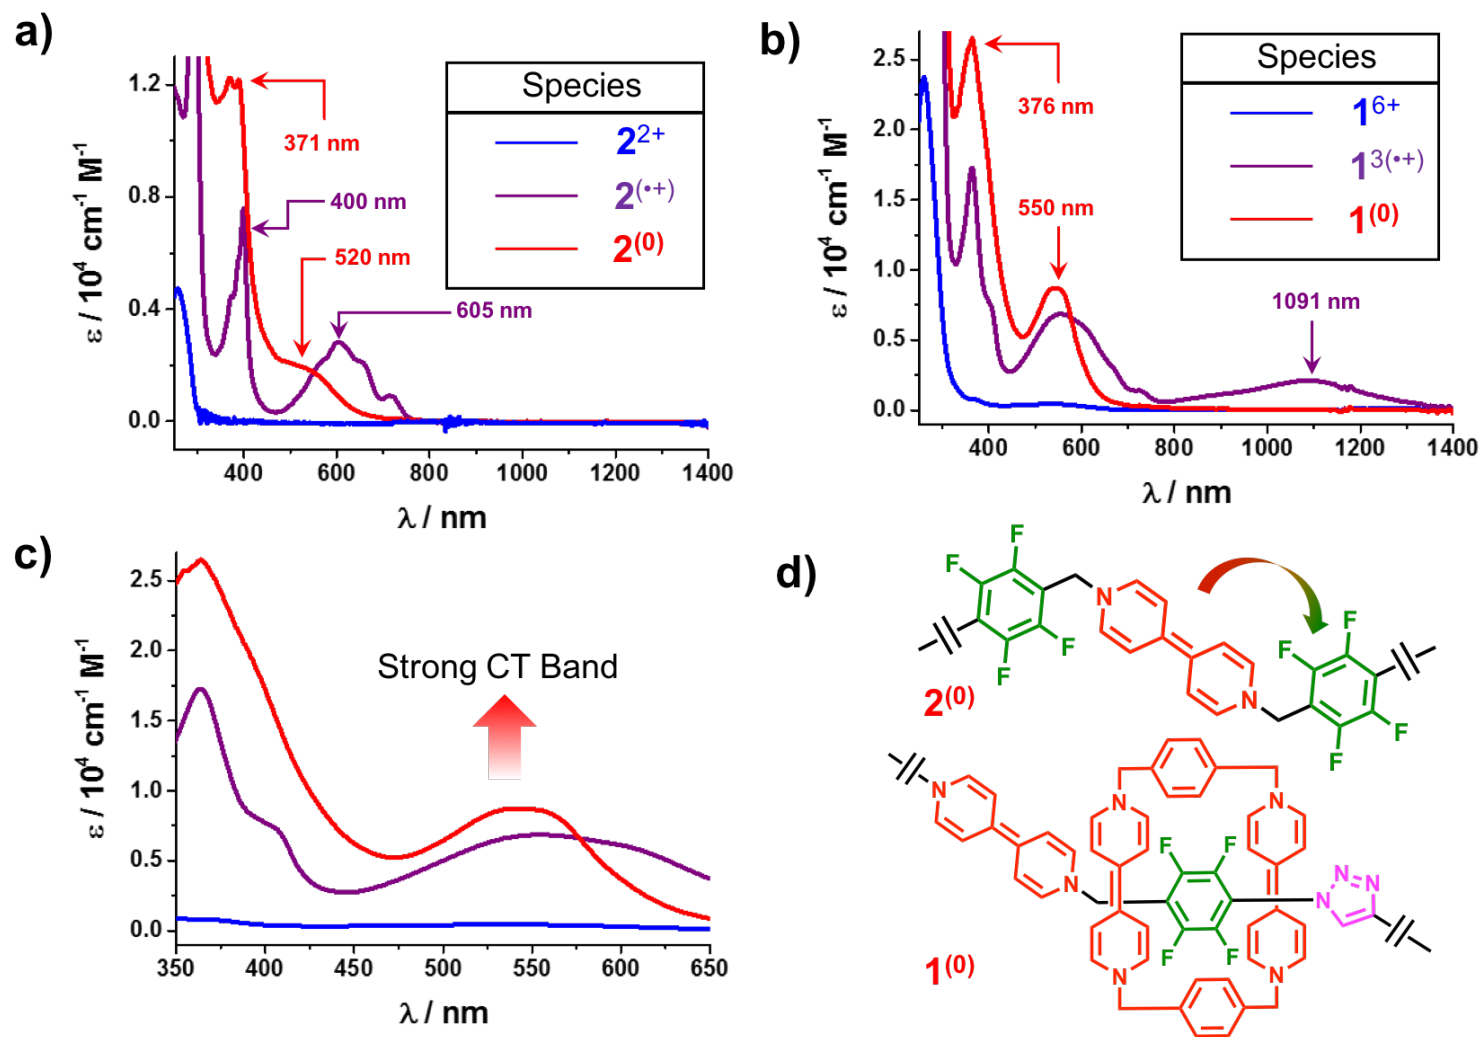 a)
ε / 10⁴ cm⁻¹ M⁻¹
1.2
0.8
0.4
0.0
400 600 800 1000 1200 1400
λ / nm
371 nm
400 nm
520 nm
605 nm
Species
2²⁺
2⁽•⁺⁾
2⁽⁰⁾
b)
ε / 10⁴ cm⁻¹ M⁻¹
2.5
2.0
1.5
1.0
0.5
0.0
400 600 800 1000 1200 1400
λ / nm
376 nm
550 nm
1091 nm
Species
1⁶⁺
1³⁽•⁺⁾
1⁽⁰⁾
c)
ε / 10⁴ cm⁻¹ M⁻¹
2.5
2.0
1.5
1.0
0.5
0.0
350 400 450 500 550 600 650
λ / nm
Strong CT Band
d)
F
F
F
F
N
N
F
F
F
F
2⁽⁰⁾
N
N
N
N
F F
F F
N
N
N
N
N
1⁽⁰⁾